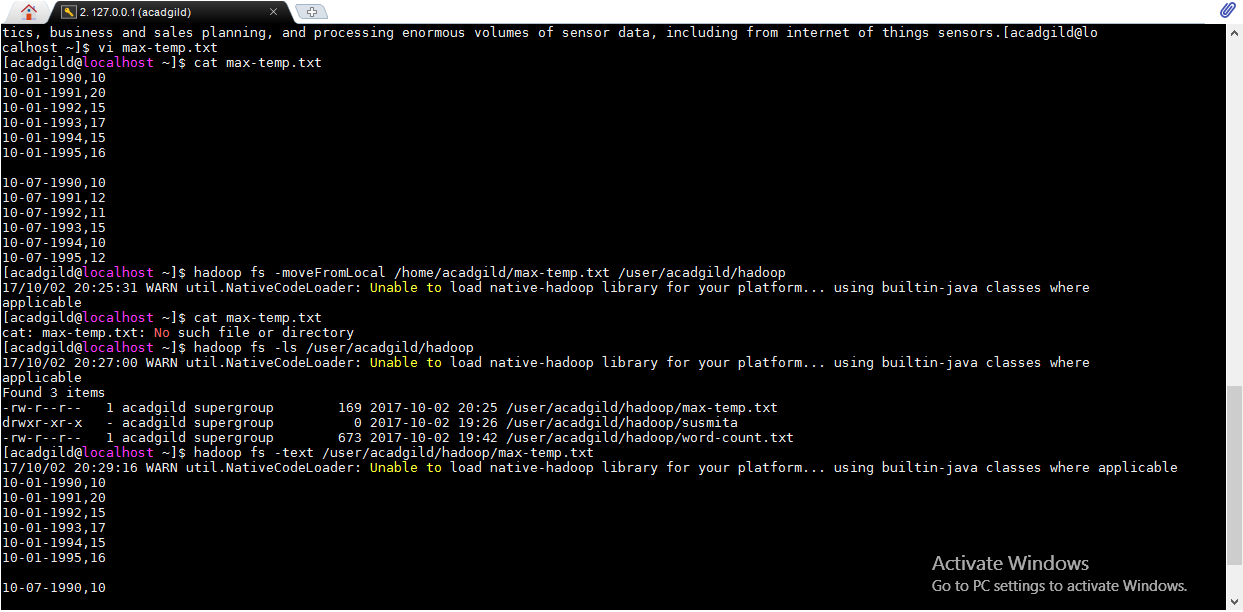 2. 127.0.0.1 (acadgild)
tics, business and sales planning, and processing enormous volumes of sensor data, including from internet of things sensors.[acadgild@lo
calhost ~]$ vi max-temp.txt
[acadgild@localhost ~]$ cat max-temp.txt
10-01-1990,10
10-01-1991,20
10-01-1992,15
10-01-1993,17
10-01-1994,15
10-01-1995,16
10-07-1990,10
10-07-1991,12
10-07-1992,11
10-07-1993,15
10-07-1994,10
10-07-1995,12
[acadgild@localhost ~]$ hadoop fs -moveFromLocal /home/acadgild/max-temp.txt /user/acadgild/hadoop
17/10/02 20:25:31 WARN util.NativeCodeLoader: Unable to load native-hadoop library for your platform... using builtin-java classes where
applicable
[acadgild@localhost ~]$ cat max-temp.txt
cat: max-temp.txt: No such file or directory
[acadgild@localhost ~]$ hadoop fs -ls /user/acadgild/hadoop
17/10/02 20:27:00 WARN util.NativeCodeLoader: Unable to load native-hadoop library for your platform... using builtin-java classes where
applicable
Found 3 items
-rw-r--r--   1 acadgild supergroup        169 2017-10-02 20:25 /user/acadgild/hadoop/max-temp.txt
drwxr-xr-x   - acadgild supergroup          0 2017-10-02 19:26 /user/acadgild/hadoop/susmita
-rw-r--r--   1 acadgild supergroup        673 2017-10-02 19:42 /user/acadgild/hadoop/word-count.txt
[acadgild@localhost ~]$ hadoop fs -text /user/acadgild/hadoop/max-temp.txt
17/10/02 20:29:16 WARN util.NativeCodeLoader: Unable to load native-hadoop library for your platform... using builtin-java classes where applicable
10-01-1990,10
10-01-1991,20
10-01-1992,15
10-01-1993,17
10-01-1994,15
10-01-1995,16
10-07-1990,10
Activate Windows
Go to PC settings to activate Windows.